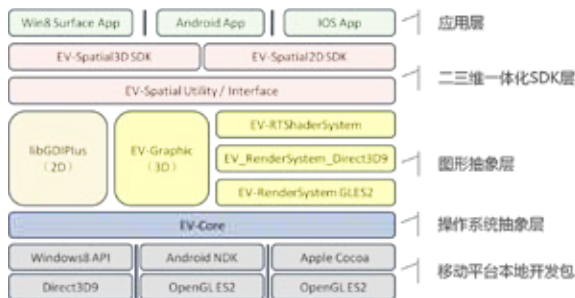 Win8 Surface App
Android App
IOS App
应用层
EV-Spatial3D SDK
EV-Spatial2D SDK
二三维一体化SDK层
EV-Spatial Utility / Interface
libGDIPlus
(2D)
EV-Graphic
(3D)
EV-RTShaderSystem
EV_RenderSystem_Direct3D9
EV-RenderSystem GLES2
图形抽象层
EV-Core
操作系统抽象层
Windows8 API
Android NDK
Apple Cocoa
移动平台本地开发包
Direct3D9
OpenGL ES2
OpenGL ES2